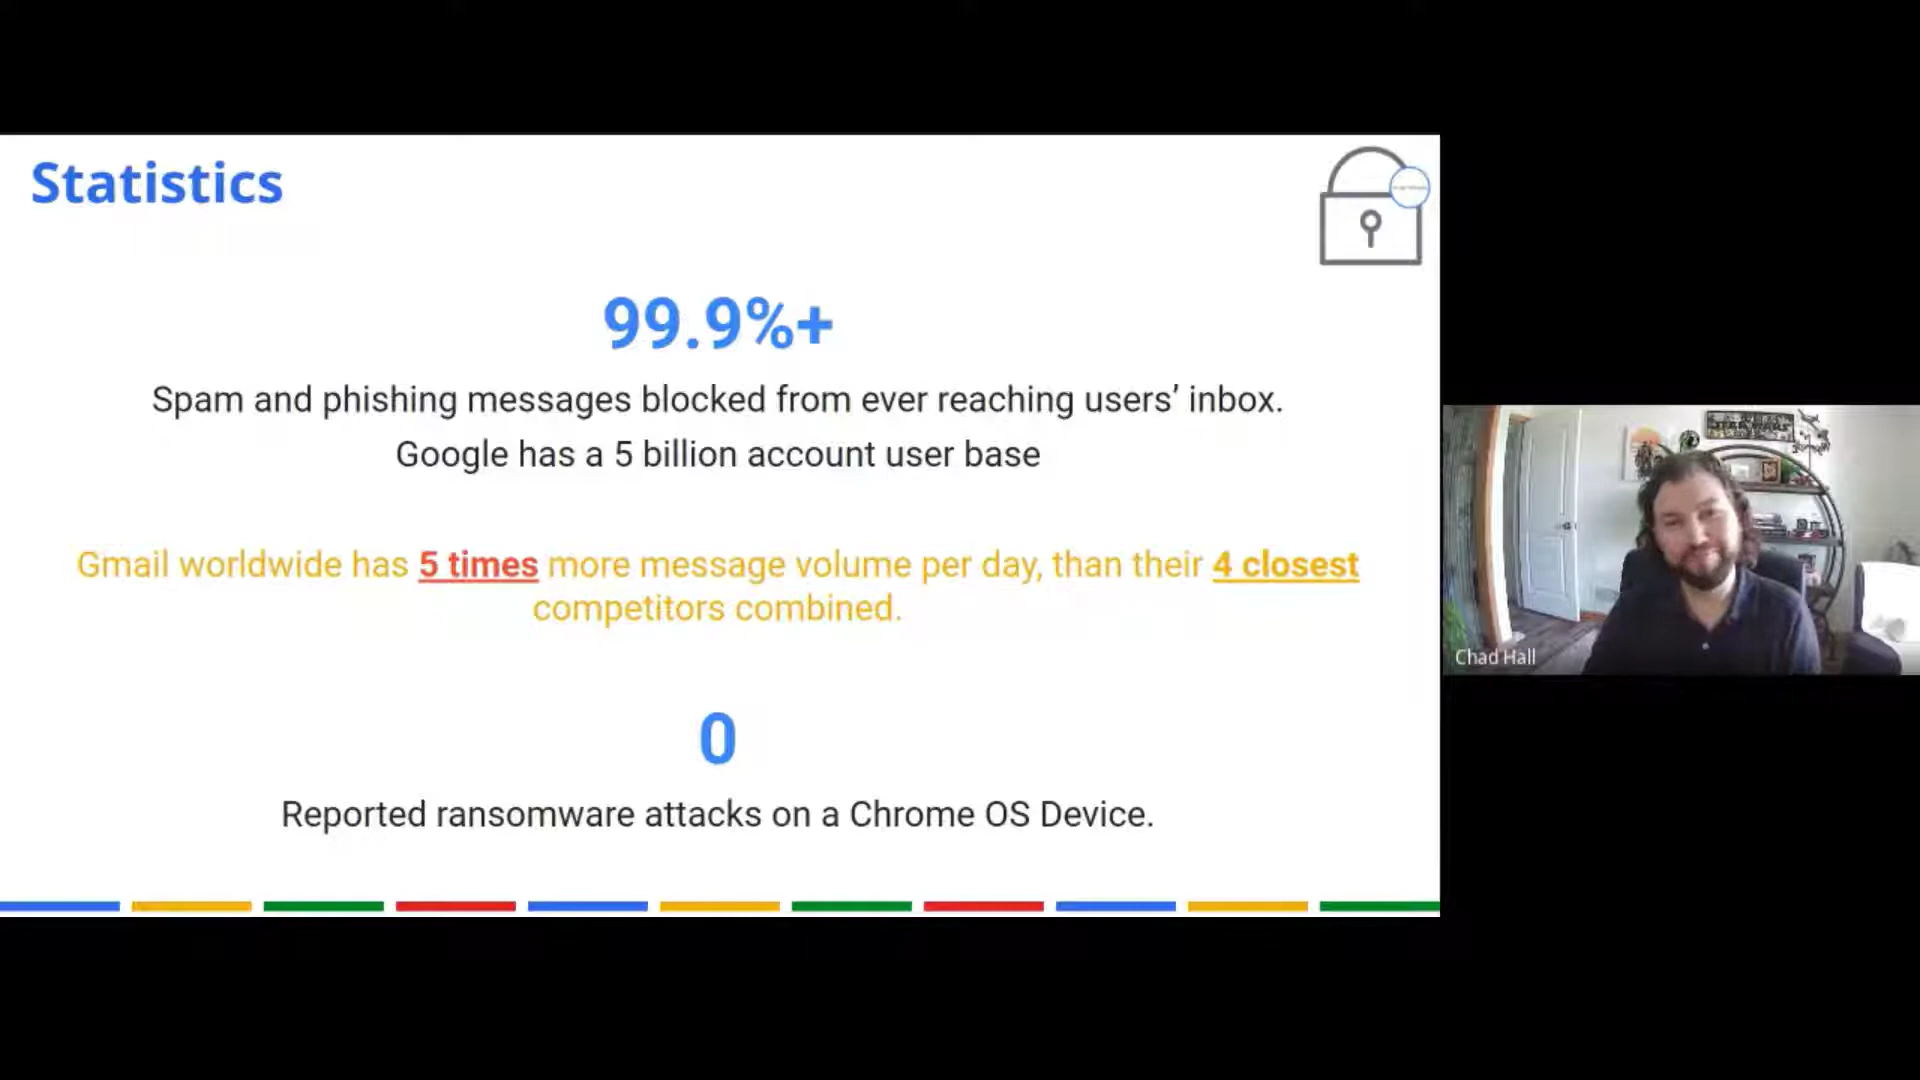 Statistics
99.9%+
Spam and phishing messages blocked from ever reaching users’ inbox.
Google has a 5 billion account user base
Gmail worldwide has 5 times more message volume per day, than their 4 closest
competitors combined.
0
Reported ransomware attacks on a Chrome OS Device.
Chad Hall
STAR WARS